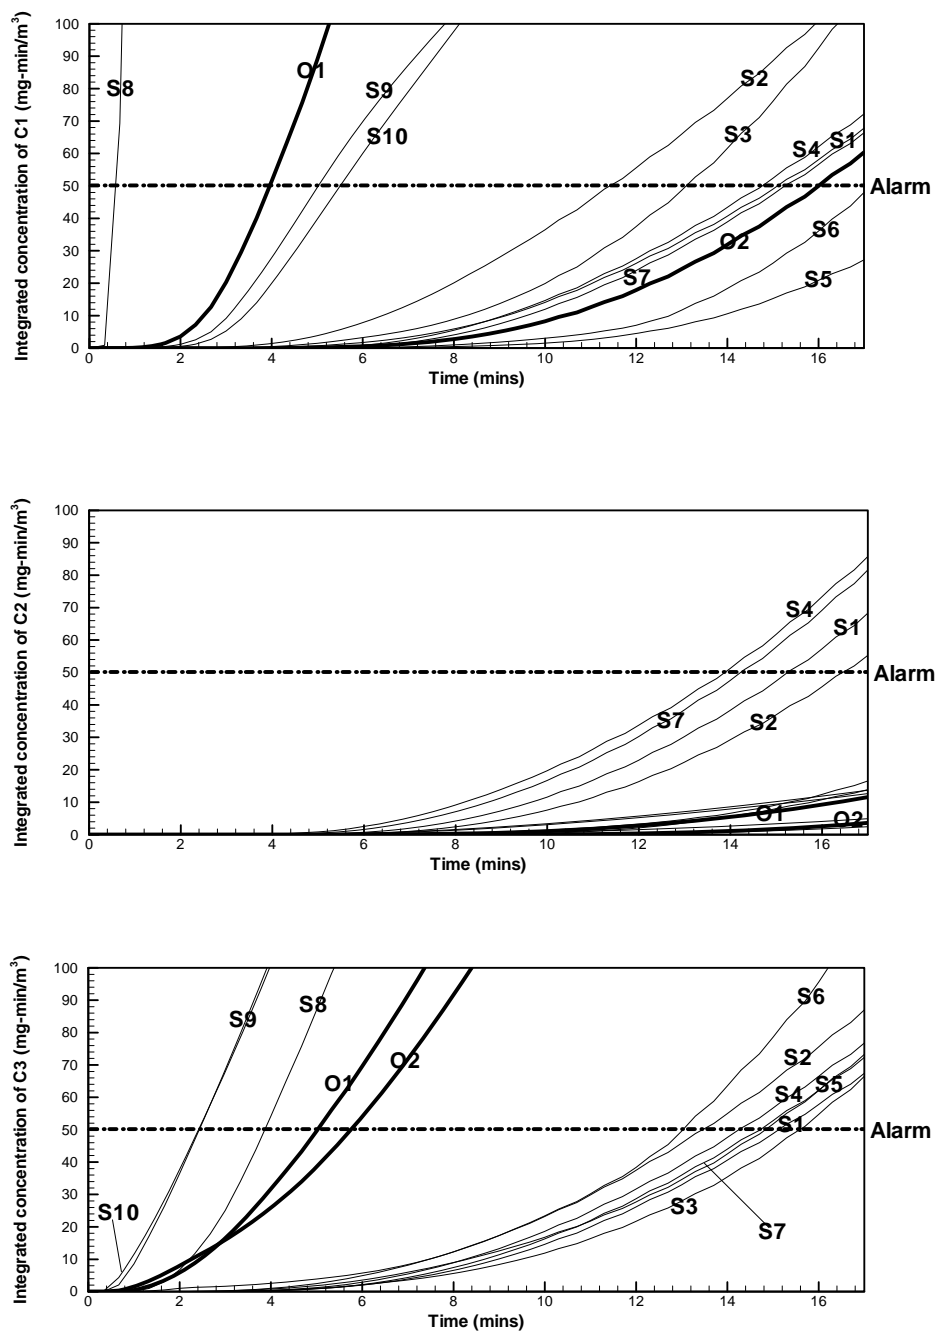 Integrated concentration of C1 (mg-min/m³)
100
90
80
70
60
50
40
30
20
10
0
S8
O1
S9
S10
S2
S3
S4
S1
Alarm
O2
S6
S7
S5
0 2 4 6 8 10 12 14 16
Time (mins)
Integrated concentration of C2 (mg-min/m³)
100
90
80
70
60
50
40
30
20
10
0
S4
S1
Alarm
S7
S2
O1
O2
0 2 4 6 8 10 12 14 16
Time (mins)
Integrated concentration of C3 (mg-min/m³)
100
90
80
70
60
50
40
30
20
10
0
S9
S8
O1
O2
S6
S2
S4
S5
S1
Alarm
S10
S3
S7
0 2 4 6 8 10 12 14 16
Time (mins)